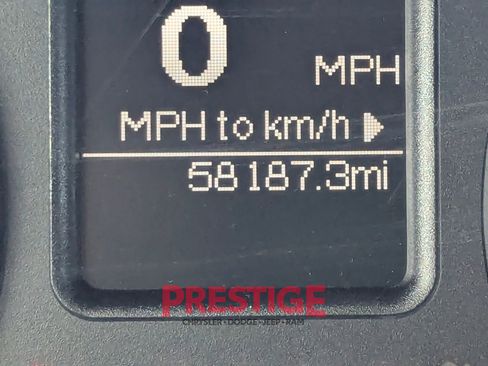 0 MPH
MPH to km/h
58187.3mi
PRESTIGE
CHRYSLER • DODGE • JEEP • RAM